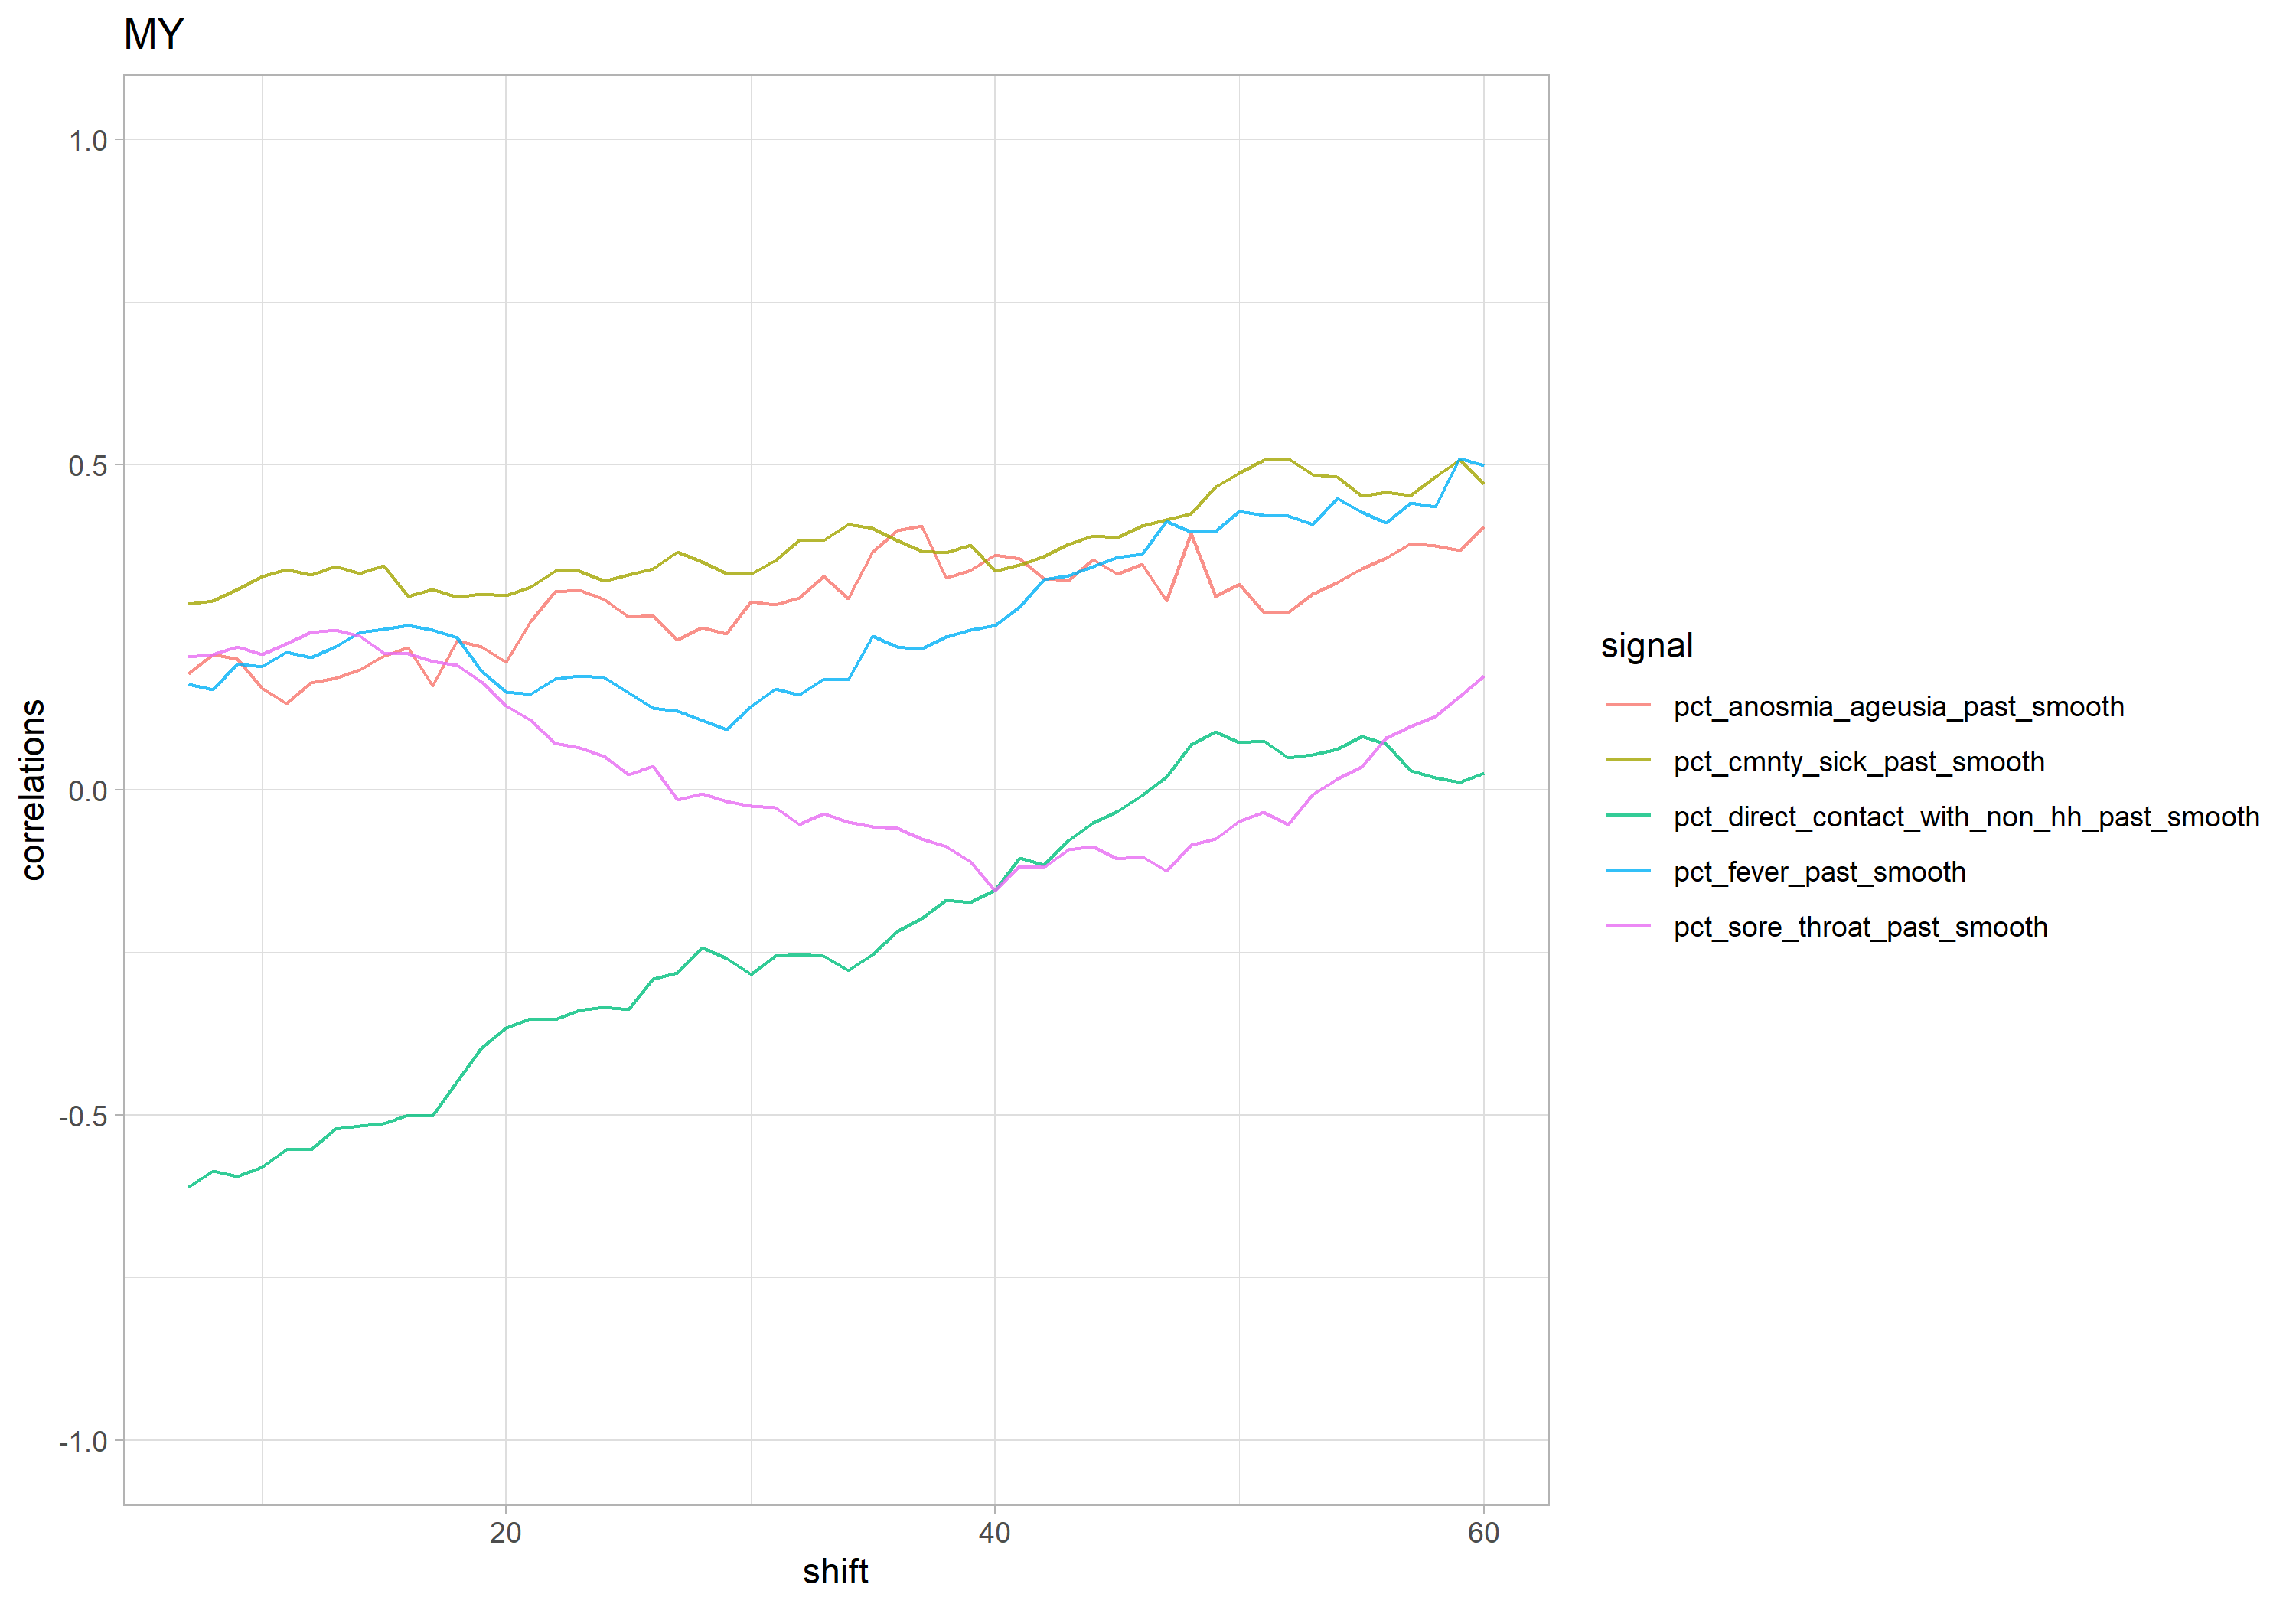 MY
1.0
0.5
0.0
-0.5
-1.0
correlations
20 40 60
shift
signal
pct_anosmia_ageusia_past_smooth
pct_cmnty_sick_past_smooth
pct_direct_contact_with_non_hh_past_smooth
pct_fever_past_smooth
pct_sore_throat_past_smooth